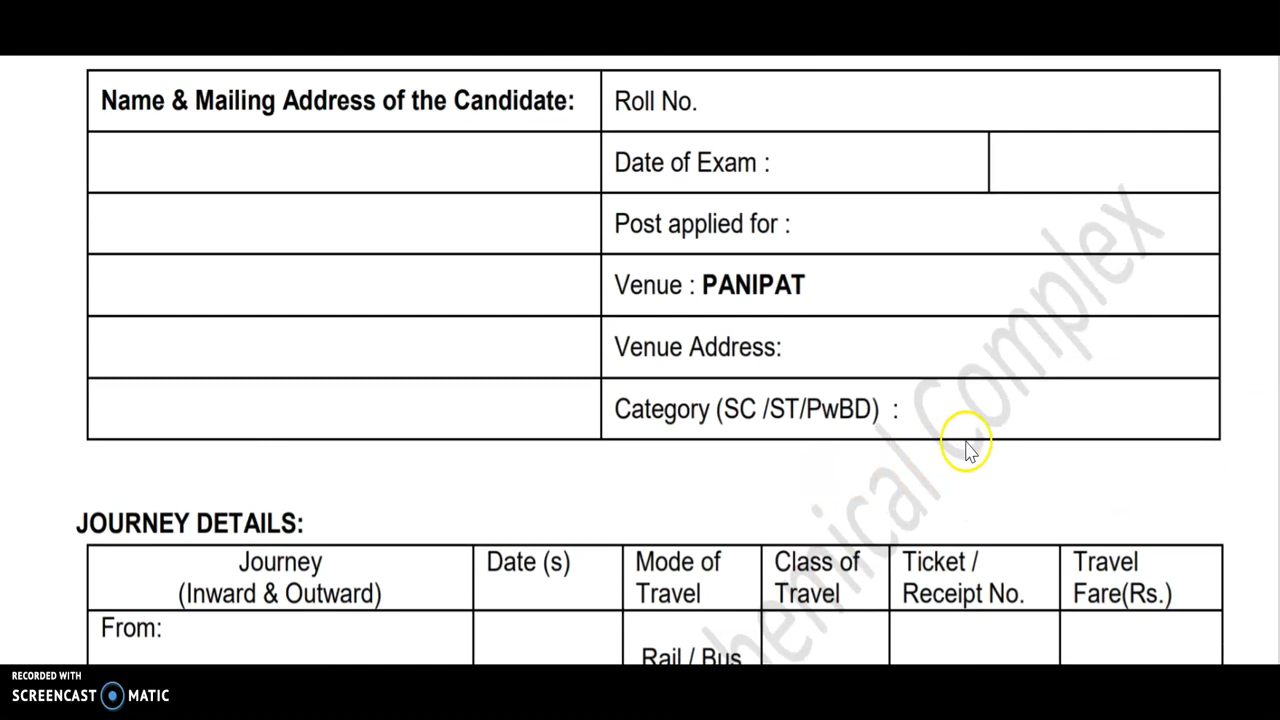 Name & Mailing Address of the Candidate:
Roll No.
Date of Exam :
Post applied for :
Venue : PANIPAT
Venue Address:
Category (SC /ST/PwBD) :
JOURNEY DETAILS:
Journey
(Inward & Outward)
Date (s)
Mode of
Travel
Class of
Travel
Ticket /
Receipt No.
Travel
Fare(Rs.)
From:
Rail / Bus
hemical Complex
RECORDED WITH
SCREENCAST MATIC